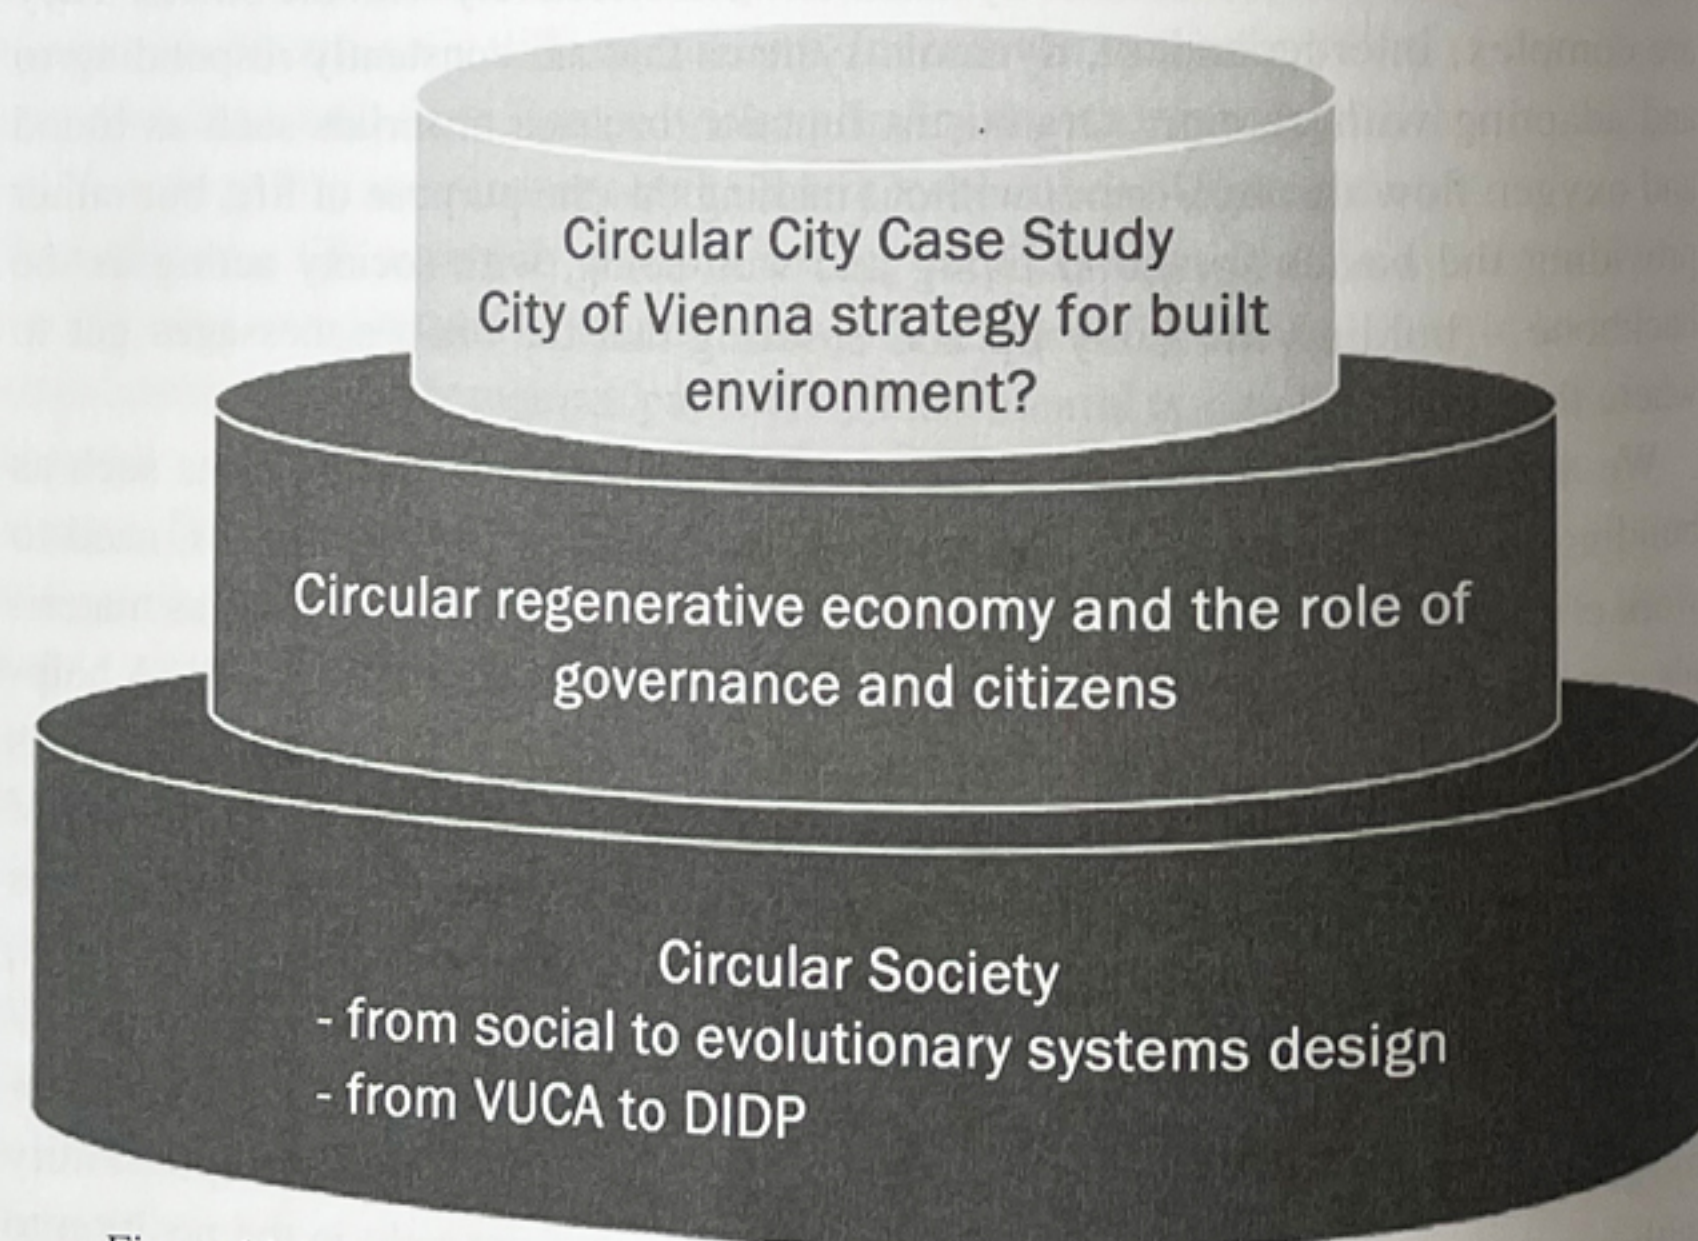 Circular City Case Study
City of Vienna strategy for built
environment?
Circular regenerative economy and the role of
governance and citizens
Circular Society
- from social to evolutionary systems design
- from VUCA to DIDP